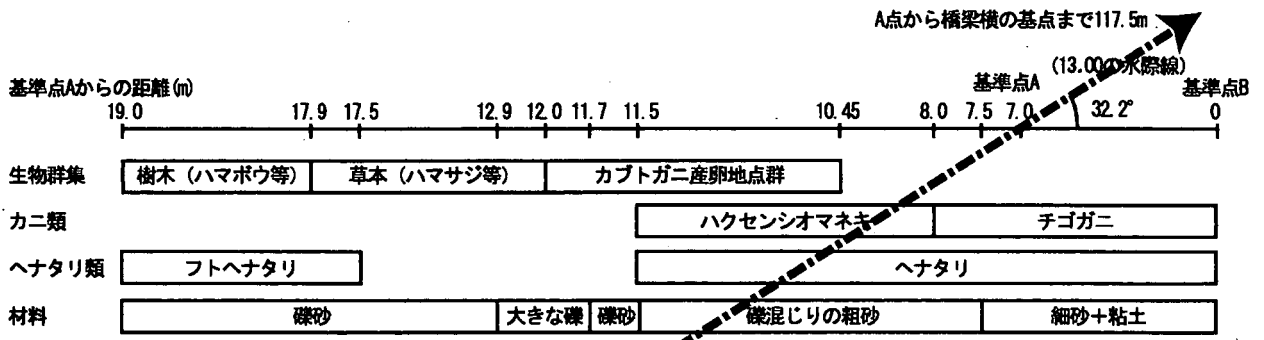 A点から橋梁横の基点まで117.5m
(13.00の水際線)
基準点Aからの距離(m)
基準点A
基準点B
19.0 17.9 17.5 12.9 12.0 11.7 11.5 10.45 8.0 7.5 7.0 32.2° 0
生物群集 樹木(ハマボウ等) 草本(ハマサジ等) カブトガニ産卵地点群
カニ類 ハクセンシオマネキ チゴガニ
ヘナタリ類 フトヘナタリ ヘナタリ
材料 礫砂 大きな礫 礫砂 礫混じりの粗砂 細砂+粘土